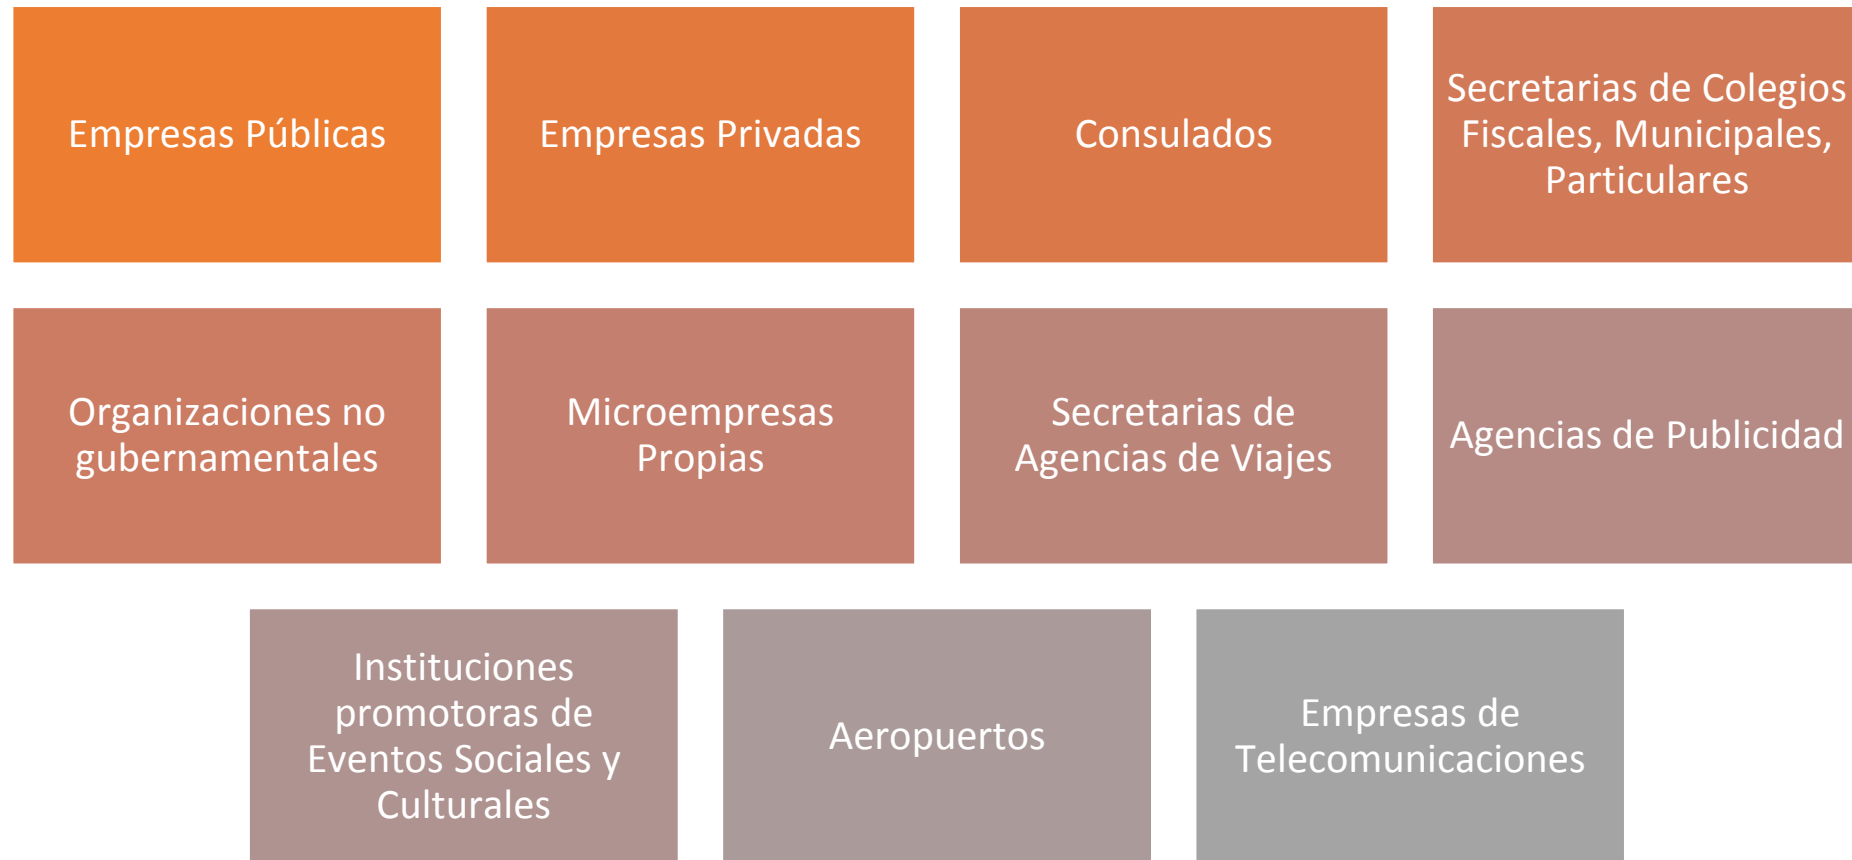 Empresas Públicas
Empresas Privadas
Consulados
Secretarias de Colegios
Fiscales, Municipales,
Particulares
Organizaciones no
gubernamentales
Microempresas
Propias
Secretarias de
Agencias de Viajes
Agencias de Publicidad
Instituciones
promotoras de
Eventos Sociales y
Culturales
Aeropuertos
Empresas de
Telecomunicaciones